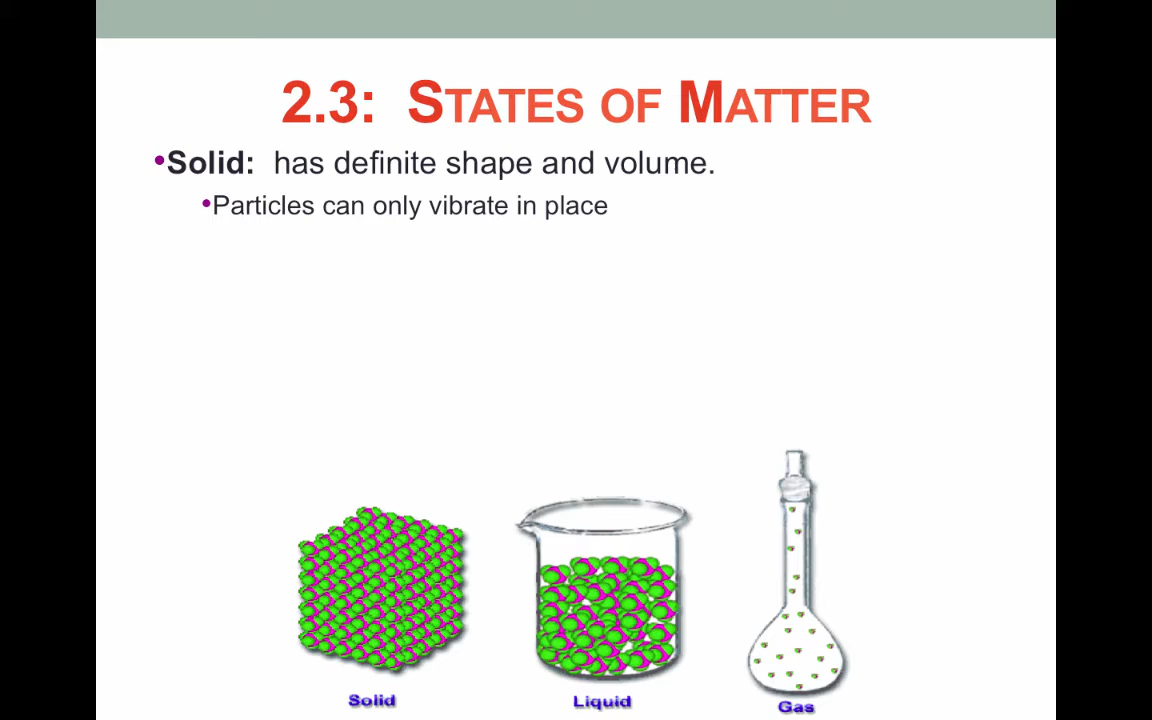 2.3: STATES OF MATTER
•Solid: has definite shape and volume.
•Particles can only vibrate in place
Solid
Liquid
Gas